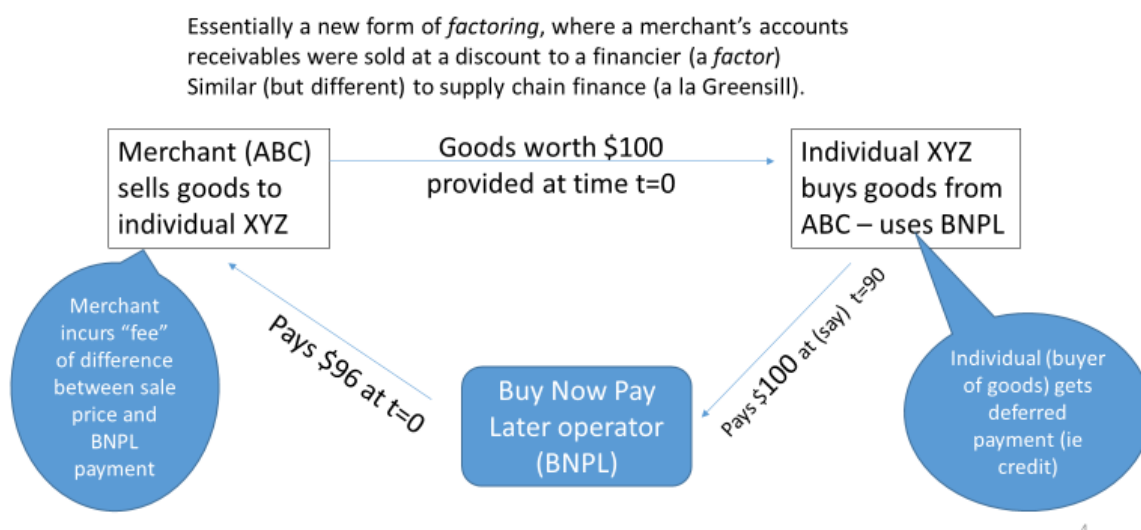 Essentially a new form of factoring, where a merchant's accounts
receivables were sold at a discount to a financier (a factor)
Similar (but different) to supply chain finance (a la Greensill).
Merchant (ABC)
sells goods to
individual XYZ
Goods worth $100
provided at time t=0
Individual XYZ
buys goods from
ABC – uses BNPL
Merchant
incurs "fee"
of difference
between sale
price and
BNPL
payment
Pays $96 at t=0
Buy Now Pay
Later operator
(BNPL)
Pays $100 at (say) t=90
Individual (buyer
of goods) gets
deferred
payment (ie
credit)
4